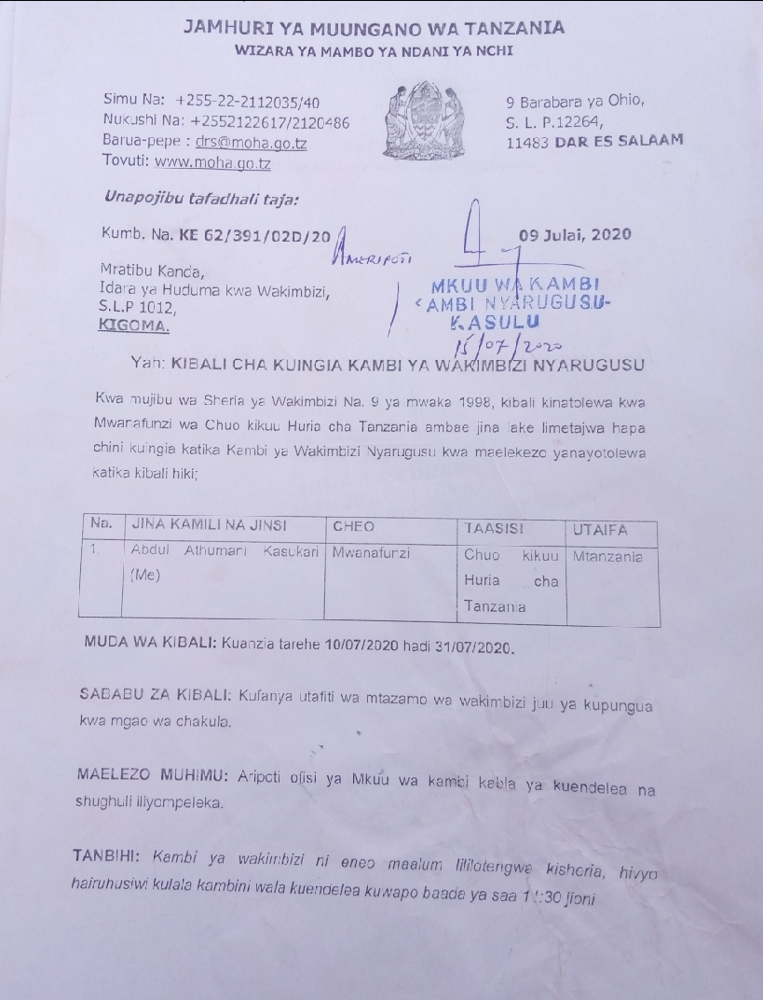 JAMHURI YA MUUNGANO WA TANZANIA
WIZARA YA MAMBO YA NDANI YA NCHI
Simu Na: +255-22-2112035/40
Nukushi Na: +2552122617/2120486
Barua-pepe : drs@moha.go.tz
Tovuti: www.moha.go.tz
9 Barabara ya Ohio,
S. L. P.12264,
11483 DAR ES SALAAM
Unapojibu tafadhali taja:
Kumb. Na. KE 62/391/02D/20
AMERIPOTI
09 Julai, 2020
Mratibu Kanda,
Idara ya Huduma kwa Wakimbizi,
S.L.P 1012,
KIGOMA.
MKUU WA KAMBI
AMBI NYARUGUSU-
KASULU
15/07/2020
Yah: KIBALI CHA KUINGIA KAMBI YA WAKIMBIZI NYARUGUSU
Kwa mujibu wa Sheria ya Wakimbizi Na. 9 ya mwaka 1998, kibali kinatolewa kwa
Mwanafunzi wa Chuo kikuu Huria cha Tanzania ambae jina lake limetajwa hapa
chini kuingia katika Kambi ya Wakimbizi Nyarugusu kwa maelekezo yanayotolewa
katika kibali hiki;
Na. JINA KAMILI NA JINSI CHEO TAASISI UTAIFA
1. Abdul Athumani Kasukari Mwanafunzi Chuo kikuu Mtanzania
(Me) Huria cha
Tanzania
MUDA WA KIBALI: Kuanzia tarehe 10/07/2020 hadi 31/07/2020.
SABABU ZA KIBALI: Kufanya utafiti wa mtazamo wa wakimbizi juu ya kupungua
kwa mgao wa chakula.
MAELEZO MUHIMU: Aripoti ofisi ya Mkuu wa kambi kabla ya kuendelea na
shughuli iliyompeleka.
TANBIHI: Kambi ya wakimbizi ni eneo maalum lililotengwa kisheria, hivyo
hairuhusiwi kulala kambini wala kuendelea kuwapo baada ya saa jioni